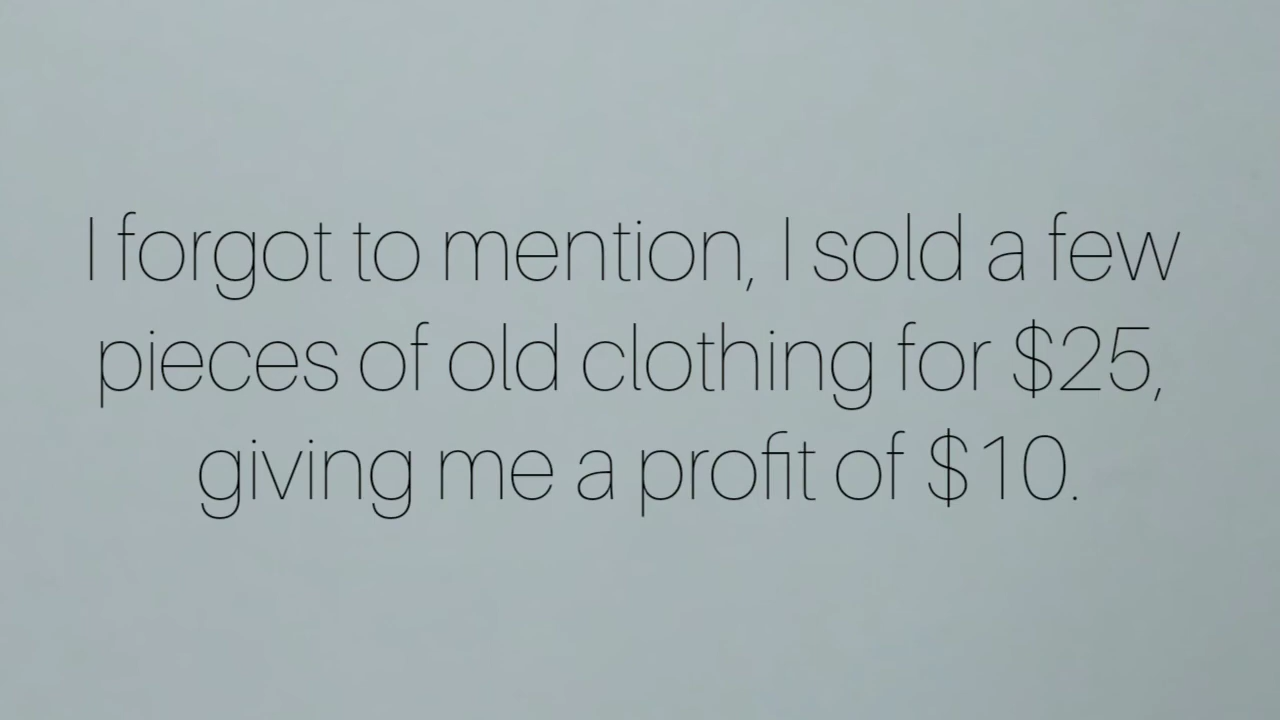 I forgot to mention, I sold a few
pieces of old clothing for $25,
giving me a profit of $10.